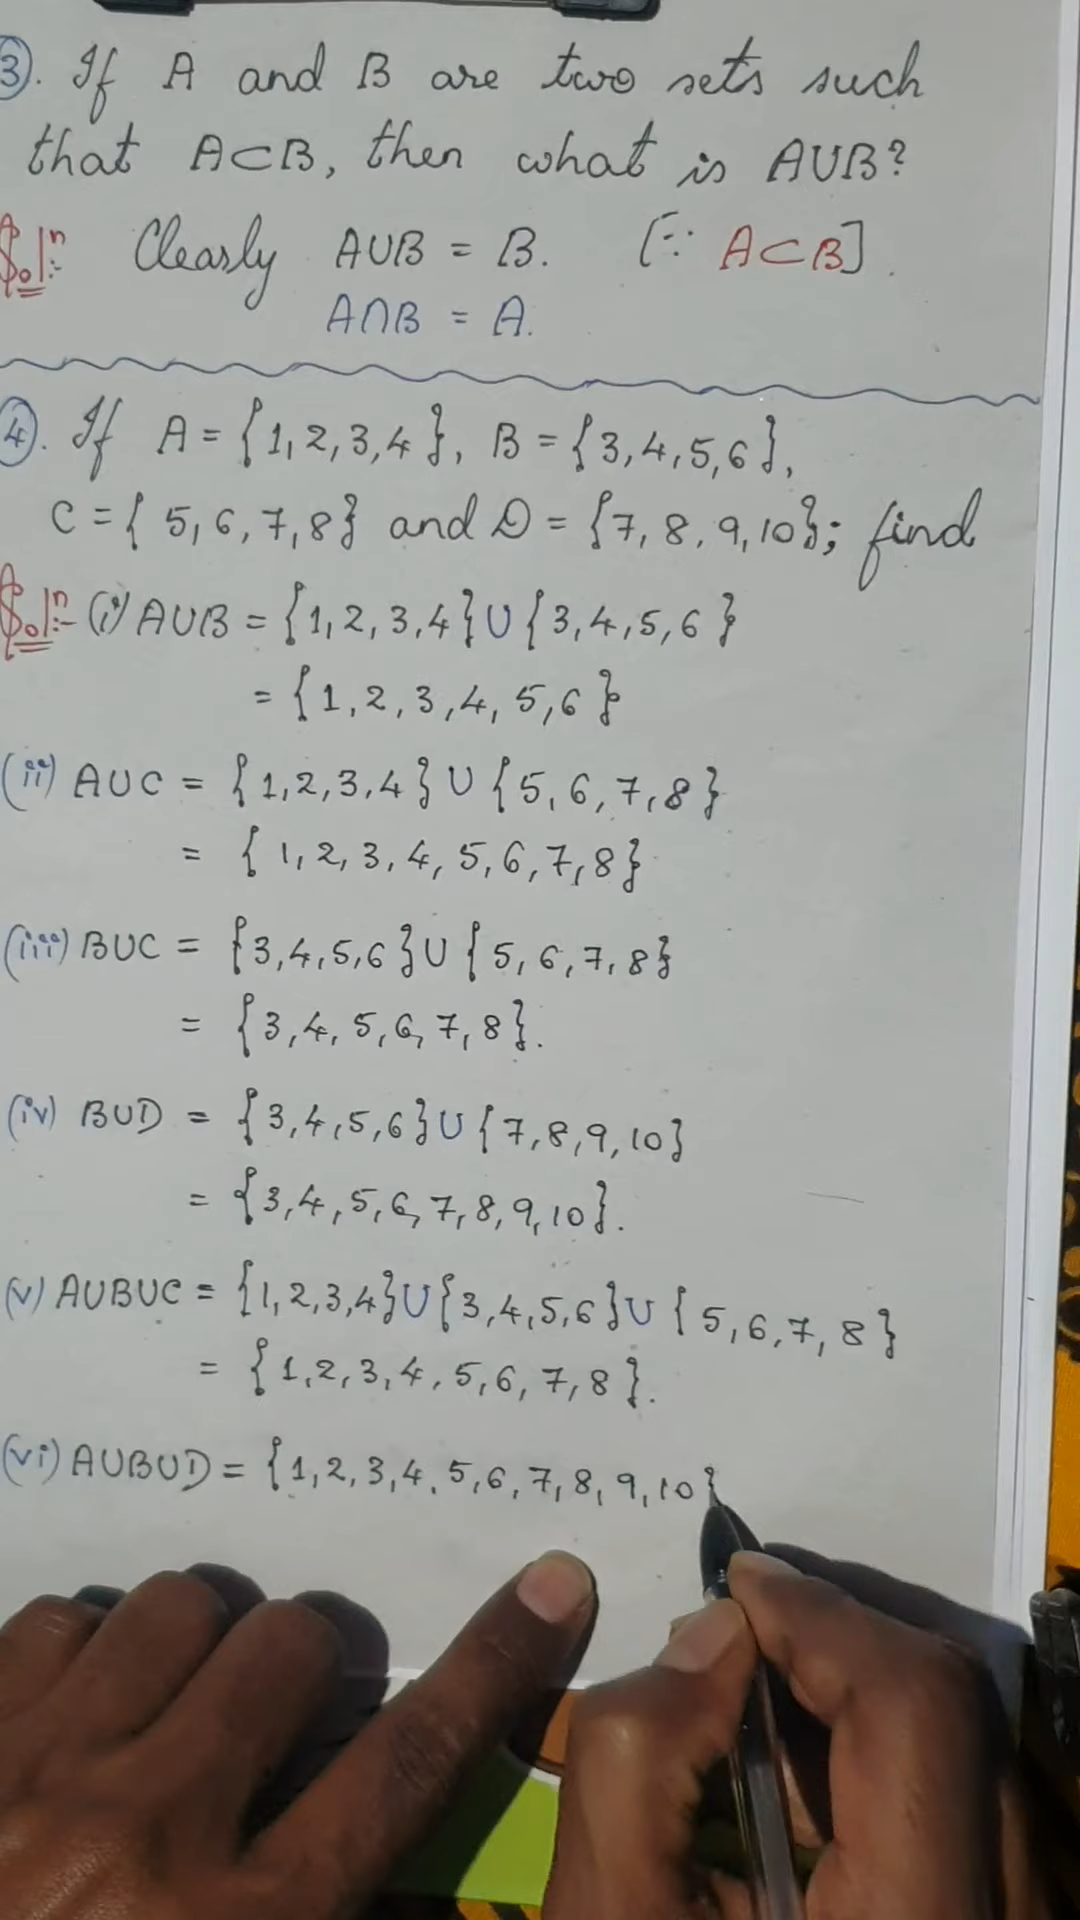 3. If A and B are two sets such
that A⊂B, then what is A∪B?
Solⁿ:- Clearly A∪B = B. [∵ A⊂B].
A∩B = A.
4. If A = {1,2,3,4}, B = {3,4,5,6},
C = {5,6,7,8} and D = {7,8,9,10}; find
Solⁿ:- (i) A∪B = {1,2,3,4}∪{3,4,5,6}
= {1,2,3,4,5,6}
(ii) A∪C = {1,2,3,4}∪{5,6,7,8}
= {1,2,3,4,5,6,7,8}
(iii) B∪C = {3,4,5,6}∪{5,6,7,8}
= {3,4,5,6,7,8}.
(iv) B∪D = {3,4,5,6}∪{7,8,9,10}
= {3,4,5,6,7,8,9,10}.
(v) A∪B∪C = {1,2,3,4}∪{3,4,5,6}∪{5,6,7,8}
= {1,2,3,4,5,6,7,8}.
(vi) A∪B∪D = {1,2,3,4,5,6,7,8,9,10}